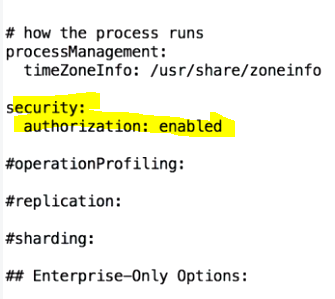 # how the process runs
processManagement:
  timeZoneInfo: /usr/share/zoneinfo
security:
  authorization: enabled
#operationProfiling:
#replication:
#sharding:
## Enterprise-Only Options: